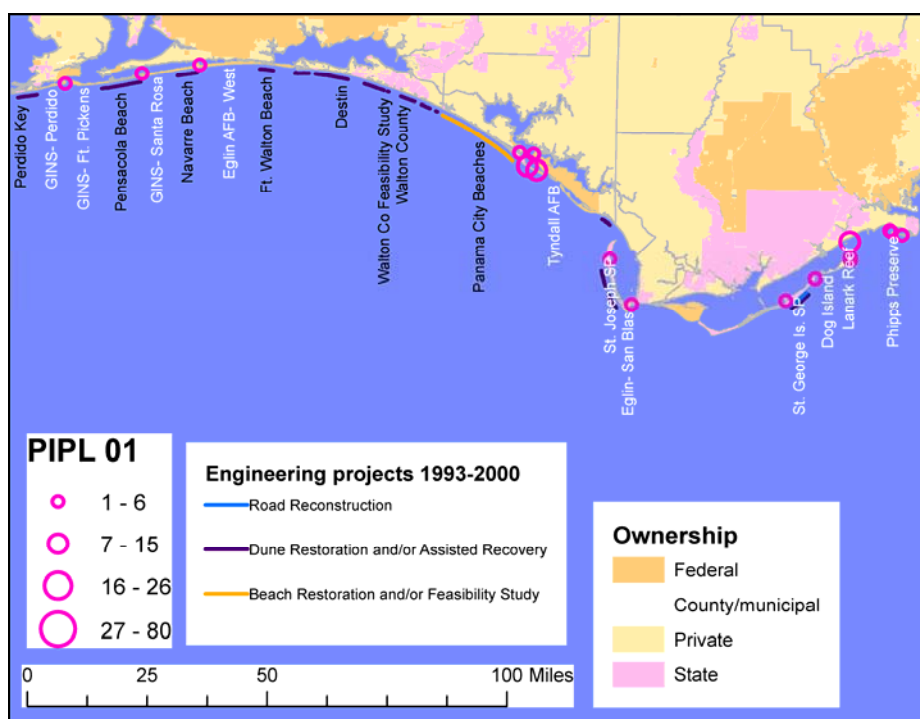 Perdido Key
GINS- Perdido
GINS- Ft. Pickens
Pensacola Beach
GINS- Santa Rosa
Navarre Beach
Eglin AFB- West
Ft. Walton Beach
Destin
Walton Co Feasibility Study
Walton County
Panama City Beaches
Tyndall AFB
St. Joseph SP
Eglin- San Blas
St. George Is. SP
Dog Island
Lanark Reef
Phipps Preserve
PIPL 01
1 - 6
7 - 15
16 - 26
27 - 80
Engineering projects 1993-2000
Road Reconstruction
Dune Restoration and/or Assisted Recovery
Beach Restoration and/or Feasibility Study
Ownership
Federal
County/municipal
Private
State
0 25 50 100 Miles